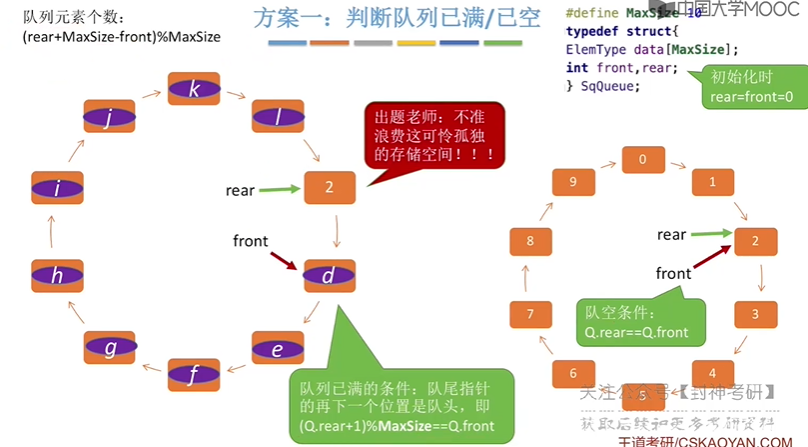 队列元素个数:
(rear+MaxSize-front)%MaxSize
方案一：判断队列已满/已空
中国大学MOOC
#define MaxSize 10
typedef struct{
ElemType data[MaxSize];
int front,rear;
} SqQueue;
初始化时
rear=front=0
k
l
j
i
h
g
f
e
d
2
rear
front
出题老师：不准
浪费这可怜孤独
的存储空间！！！
队列已满的条件：队尾指针
的再下一个位置是队头，即
(Q.rear+1)%MaxSize==Q.front
0
1
2
3
4
5
6
7
8
9
rear
front
队空条件:
Q.rear==Q.front
关注公众号【封神考研】
获取后续和更多考研资料
王道考研/CSKAOYAN.COM